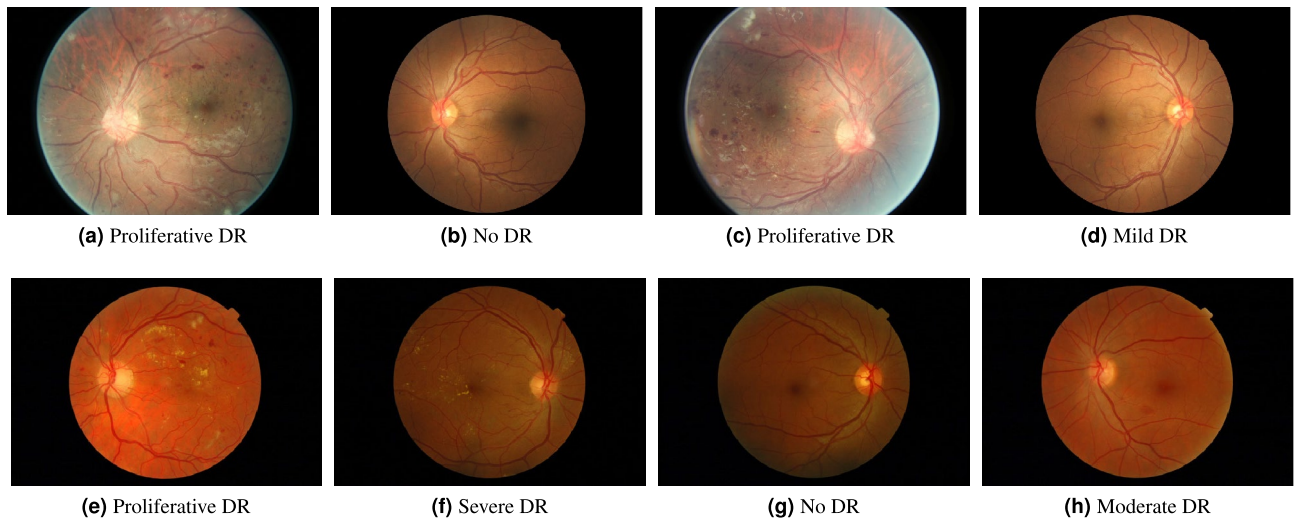 (a) Proliferative DR
(b) No DR
(c) Proliferative DR
(d) Mild DR
(e) Proliferative DR
(f) Severe DR
(g) No DR
(h) Moderate DR